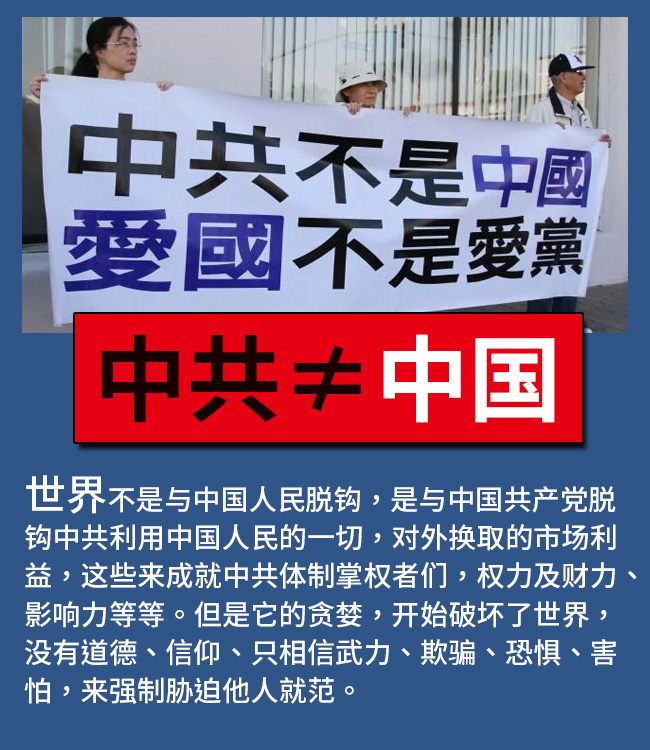 中共不是中國
愛國不是愛黨
中共≠中国
世界不是与中国人民脱钩，是与中国共产党脱
钩中共利用中国人民的一切，对外换取的市场利
益，这些来成就中共体制掌权者们，权力及财力、
影响力等等。但是它的贪婪，开始破坏了世界，
没有道德、信仰、只相信武力、欺骗、恐惧、害
怕，来强制胁迫他人就范。